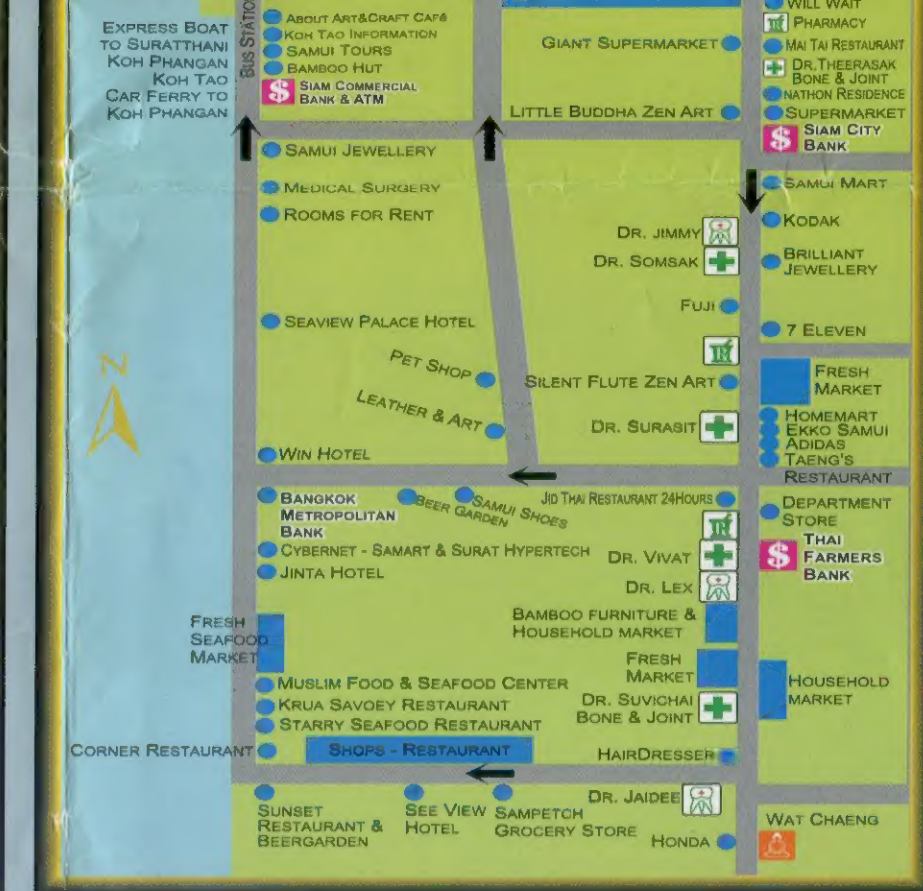 EXPRESS BOAT
TO SURATTHANI
KOH PHANGAN
KOH TAO
CAR FERRY TO
KOH PHANGAN
BUS STATION
ABOUT ART&CRAFT CAFé
KOH TAO INFORMATION
SAMUI TOURS
BAMBOO HUT
$
SIAM COMMERCIAL
BANK & ATM
GIANT SUPERMARKET
LITTLE BUDDHA ZEN ART
WILL WAIT
PHARMACY
MAI TAI RESTAURANT
DR.THEERASAK
BONE & JOINT
NATHON RESIDENCE
SUPERMARKET
$
SIAM CITY
BANK
SAMUI JEWELLERY
MEDICAL SURGERY
ROOMS FOR RENT
SEAVIEW PALACE HOTEL
PET SHOP
LEATHER & ART
WIN HOTEL
DR. JIMMY
DR. SOMSAK
FUJI
SILENT FLUTE ZEN ART
DR. SURASIT
SAMUI MART
KODAK
BRILLIANT
JEWELLERY
7 ELEVEN
FRESH
MARKET
HOMEMART
EKKO SAMUI
ADIDAS
TAENG'S
RESTAURANT
N
BANGKOK
METROPOLITAN
BANK
BEER GARDEN
SAMUI SHOES
JID THAI RESTAURANT 24HOURS
CYBERNET - SAMART & SURAT HYPERTECH
JINTA HOTEL
DR. VIVAT
DR. LEX
DEPARTMENT
STORE
$
THAI
FARMERS
BANK
FRESH
SEAFOOD
MARKET
BAMBOO FURNITURE &
HOUSEHOLD MARKET
FRESH
MARKET
DR. SUVICHAI
BONE & JOINT
HOUSEHOLD
MARKET
MUSLIM FOOD & SEAFOOD CENTER
KRUA SAVOEY RESTAURANT
STARRY SEAFOOD RESTAURANT
CORNER RESTAURANT
SHOPS - RESTAURANT
HAIRDRESSER
SUNSET
RESTAURANT &
BEERGARDEN
SEE VIEW
HOTEL
SAMPETCH
GROCERY STORE
DR. JAIDEE
HONDA
WAT CHAENG